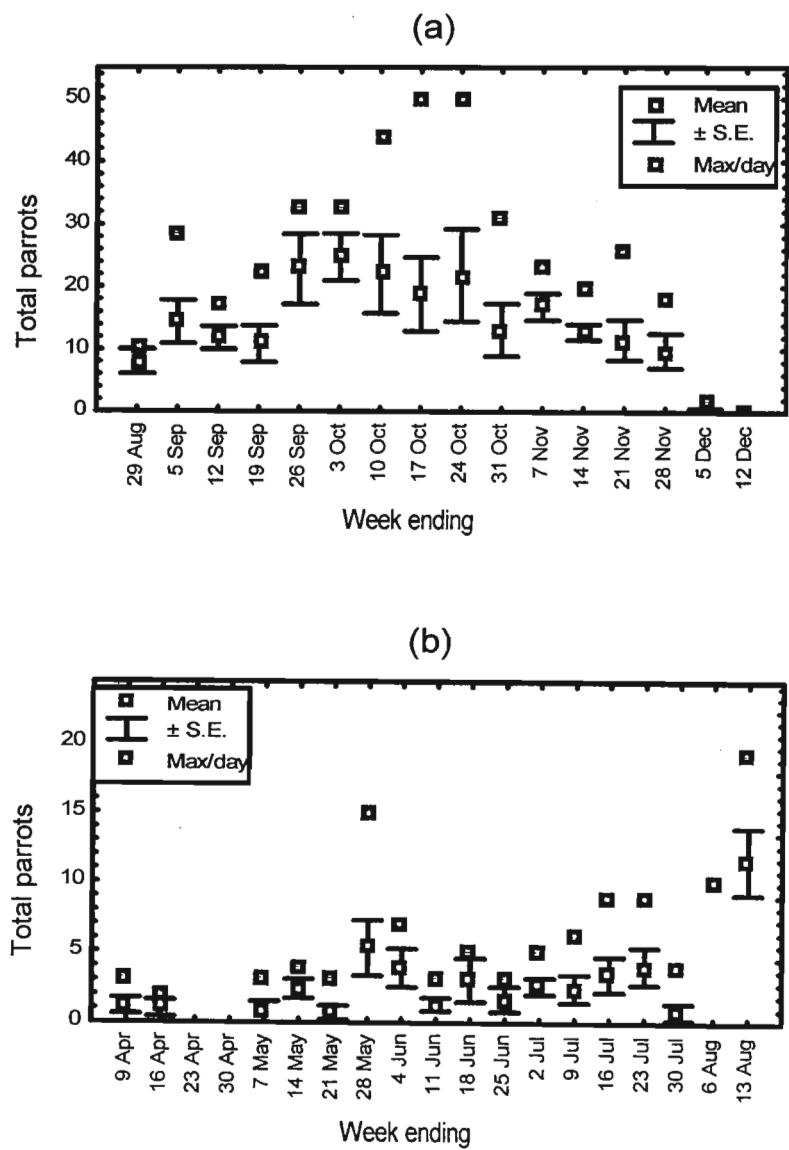 (a)
Total parrots
50
40
30
20
10
0
Mean
± S.E.
Max/day
29 Aug
5 Sep
12 Sep
19 Sep
26 Sep
3 Oct
10 Oct
17 Oct
24 Oct
31 Oct
7 Nov
14 Nov
21 Nov
28 Nov
5 Dec
12 Dec
Week ending
(b)
Total parrots
20
15
10
5
0
Mean
± S.E.
Max/day
9 Apr
16 Apr
23 Apr
30 Apr
7 May
14 May
21 May
28 May
4 Jun
11 Jun
18 Jun
25 Jun
2 Jul
9 Jul
16 Jul
23 Jul
30 Jul
6 Aug
13 Aug
Week ending